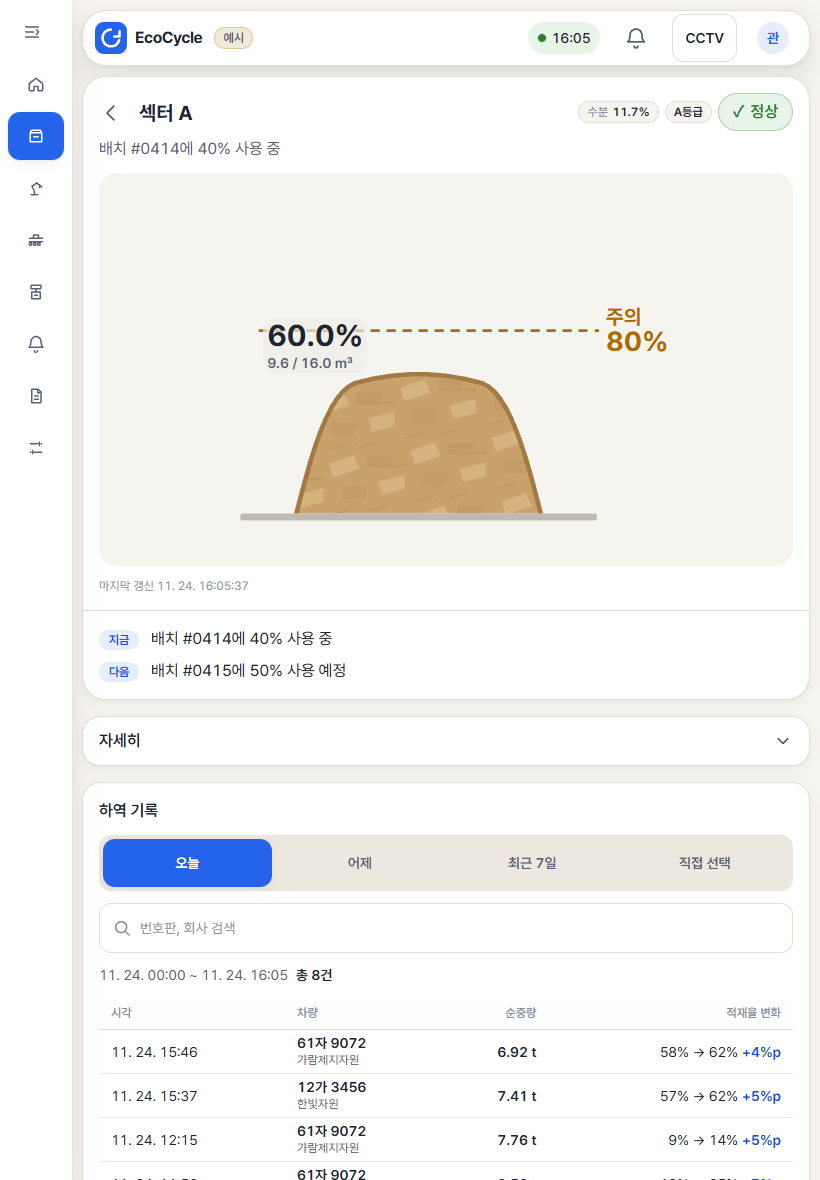 EcoCycle 예시 16:05 CCTV 관
섹터 A 수분 11.7% A등급 ✓ 정상
배치 #0414에 40% 사용 중
주의
60.0% 80%
9.6 / 16.0 m³
마지막 갱신 11. 24. 16:05:37
지금 배치 #0414에 40% 사용 중
다음 배치 #0415에 50% 사용 예정
자세히
하역 기록
오늘 어제 최근 7일 직접 선택
번호판, 회사 검색
11. 24. 00:00 ~ 11. 24. 16:05 총 8건
시각 차량 순중량 적재율 변화
11. 24. 15:46 61자 9072 6.92 t 58% → 62% +4%p
가람제지자원
11. 24. 15:37 12가 3456 7.41 t 57% → 62% +5%p
한빛자원
11. 24. 12:15 61자 9072 7.76 t 9% → 14% +5%p
가람제지자원
61자 9072